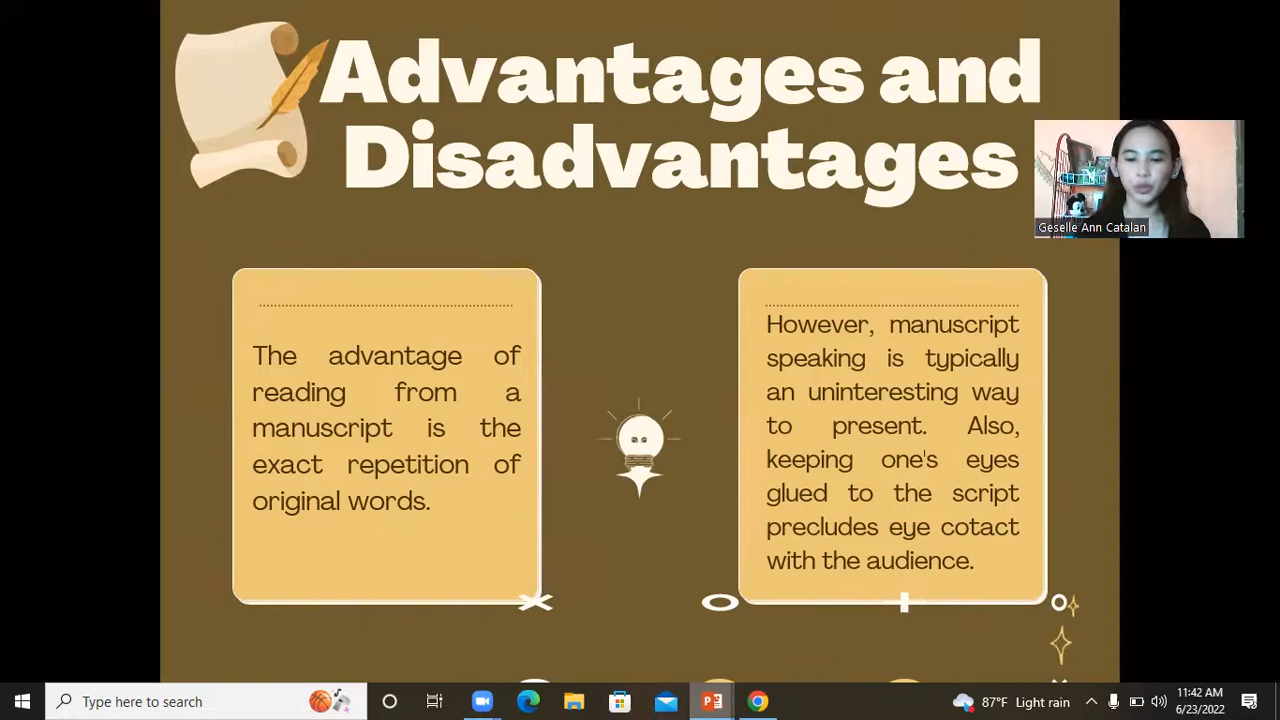 Advantages and
Disadvantages
Geselle Ann Catalan
The advantage of
reading from a
manuscript is the
exact repetition of
original words.
However, manuscript
speaking is typically
an uninteresting way
to present. Also,
keeping one's eyes
glued to the script
precludes eye cotact
with the audience.
Type here to search
87°F Light rain
11:42 AM
6/23/2022